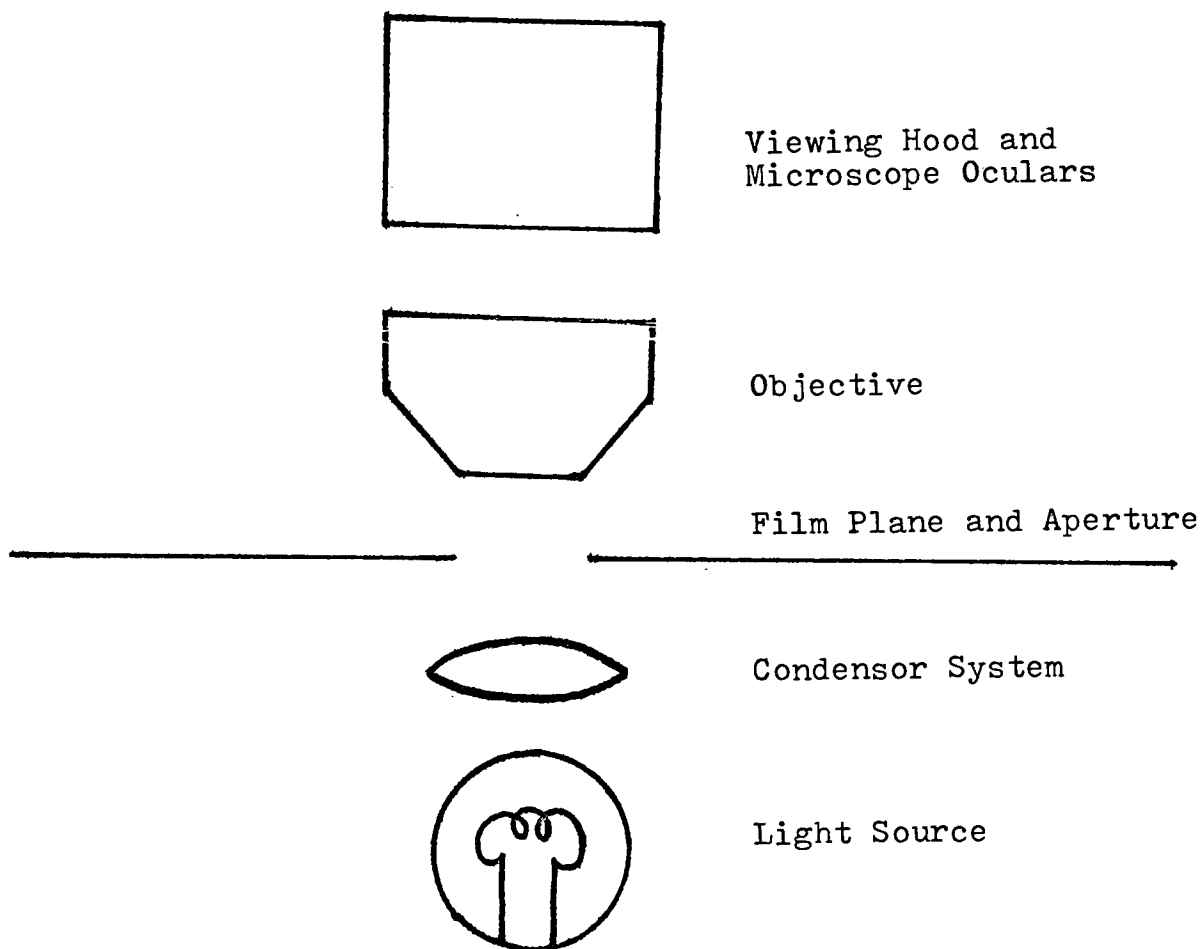 Viewing Hood and
Microscope Oculars
Objective
Film Plane and Aperture
Condensor System
Light Source